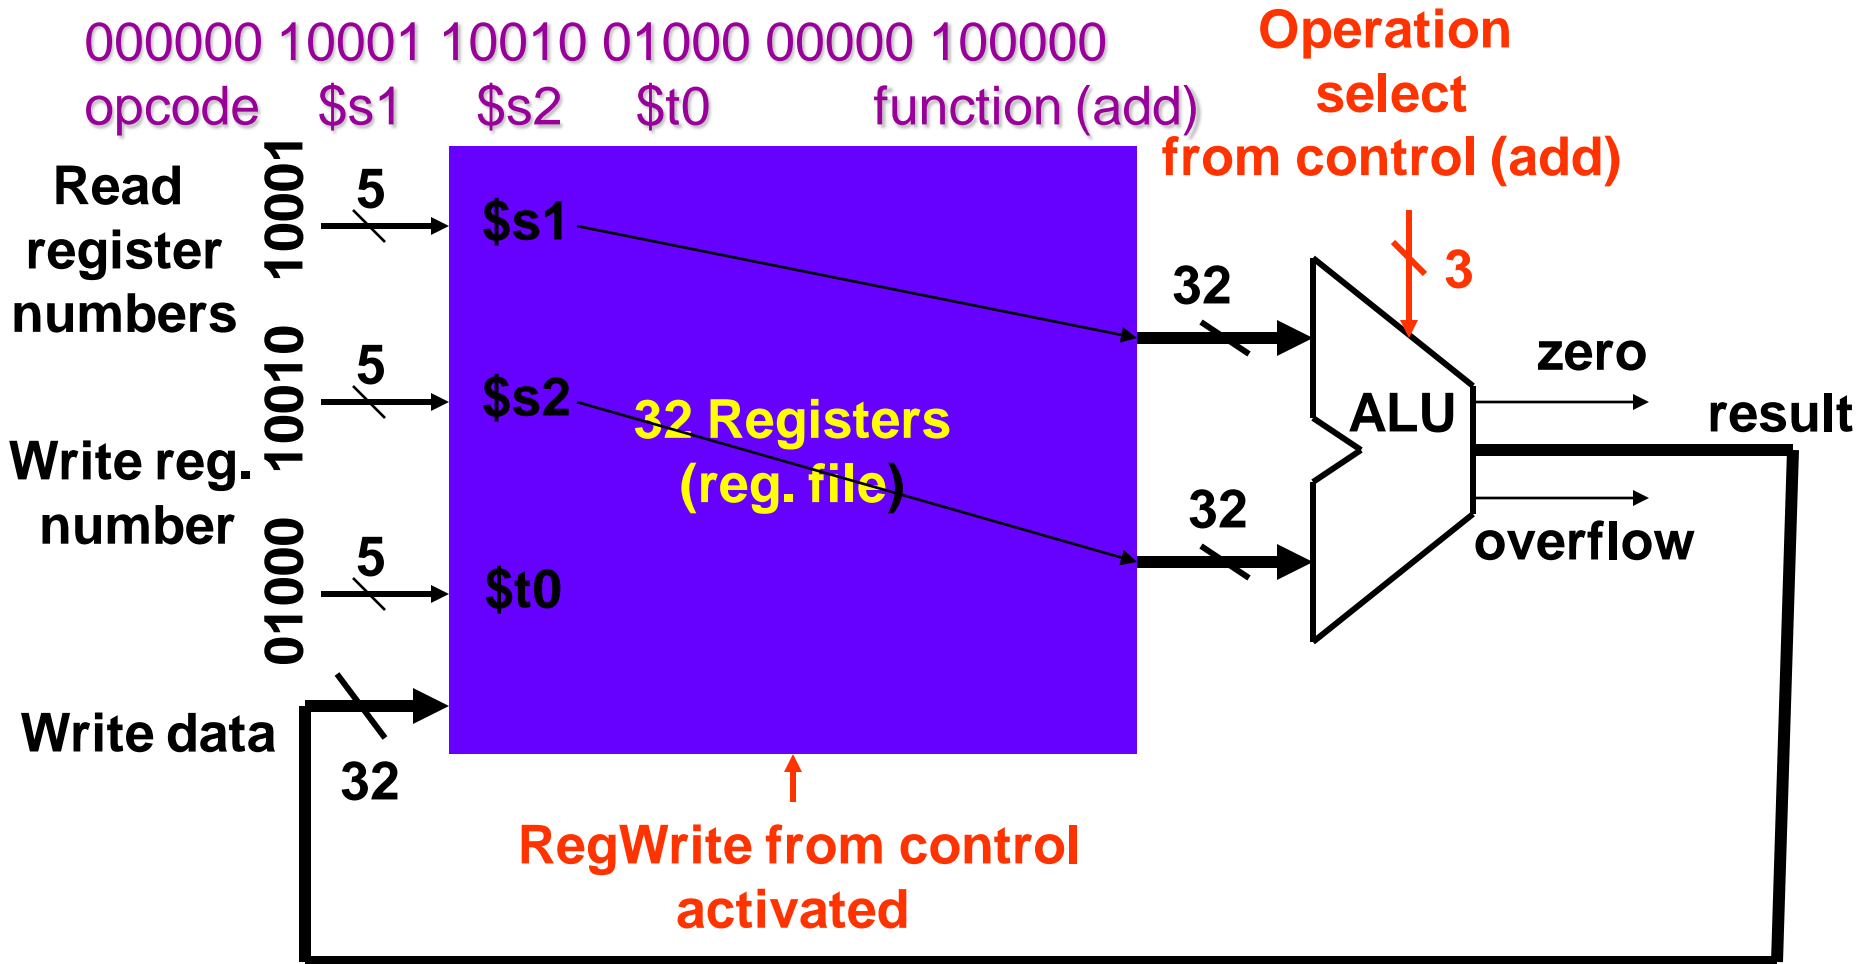 000000 10001 10010 01000 00000 100000
opcode $s1 $s2 $t0 function (add)
Operation
select
from control (add)
3
Read
register
numbers
10001
5
$s1
10010
5
$s2
Write reg.
number
01000
5
$t0
Write data
32
32 Registers
(reg. file)
32
32
ALU
zero
result
overflow
RegWrite from control
activated